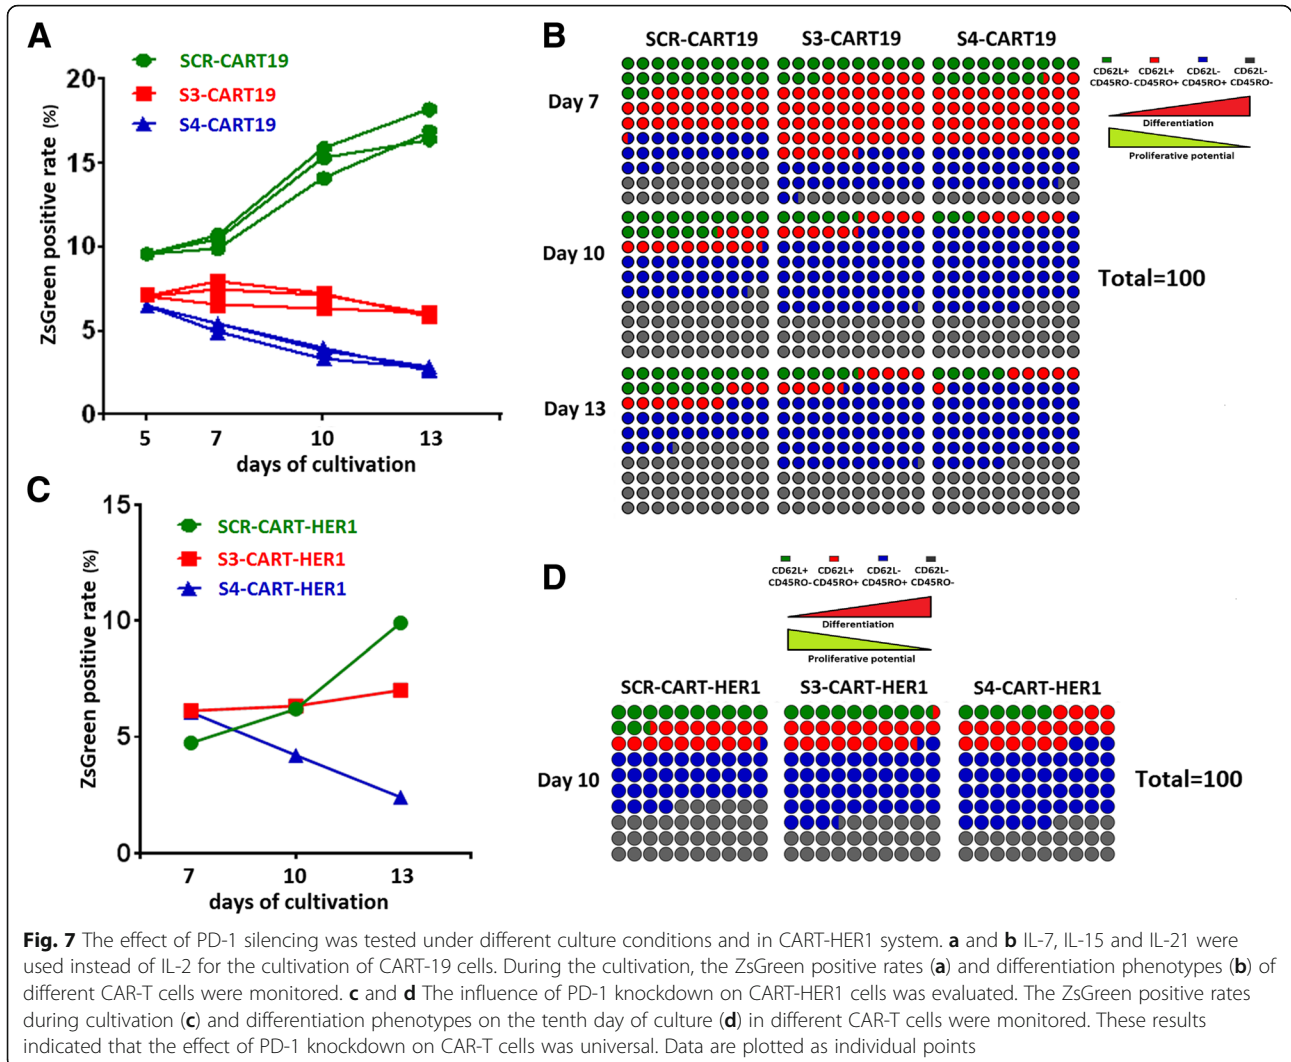 A
SCR-CART19
S3-CART19
S4-CART19
ZsGreen positive rate (%)
20
15
10
5
0
5 7 10 13
days of cultivation
B
SCR-CART19 S3-CART19 S4-CART19
CD62L+ CD62L+ CD62L- CD62L-
CD45RO- CD45RO+ CD45RO+ CD45RO-
Differentiation
Proliferative potential
Day 7
Day 10
Day 13
Total=100
C
SCR-CART-HER1
S3-CART-HER1
S4-CART-HER1
ZsGreen positive rate (%)
15
10
5
0
7 10 13
days of cultivation
D
CD62L+ CD62L+ CD62L- CD62L-
CD45RO- CD45RO+ CD45RO+ CD45RO-
Differentiation
Proliferative potential
SCR-CART-HER1 S3-CART-HER1 S4-CART-HER1
Day 10
Total=100
Fig. 7 The effect of PD-1 silencing was tested under different culture conditions and in CART-HER1 system. a and b IL-7, IL-15 and IL-21 were
used instead of IL-2 for the cultivation of CART-19 cells. During the cultivation, the ZsGreen positive rates (a) and differentiation phenotypes (b) of
different CAR-T cells were monitored. c and d The influence of PD-1 knockdown on CART-HER1 cells was evaluated. The ZsGreen positive rates
during cultivation (c) and differentiation phenotypes on the tenth day of culture (d) in different CAR-T cells were monitored. These results
indicated that the effect of PD-1 knockdown on CAR-T cells was universal. Data are plotted as individual points